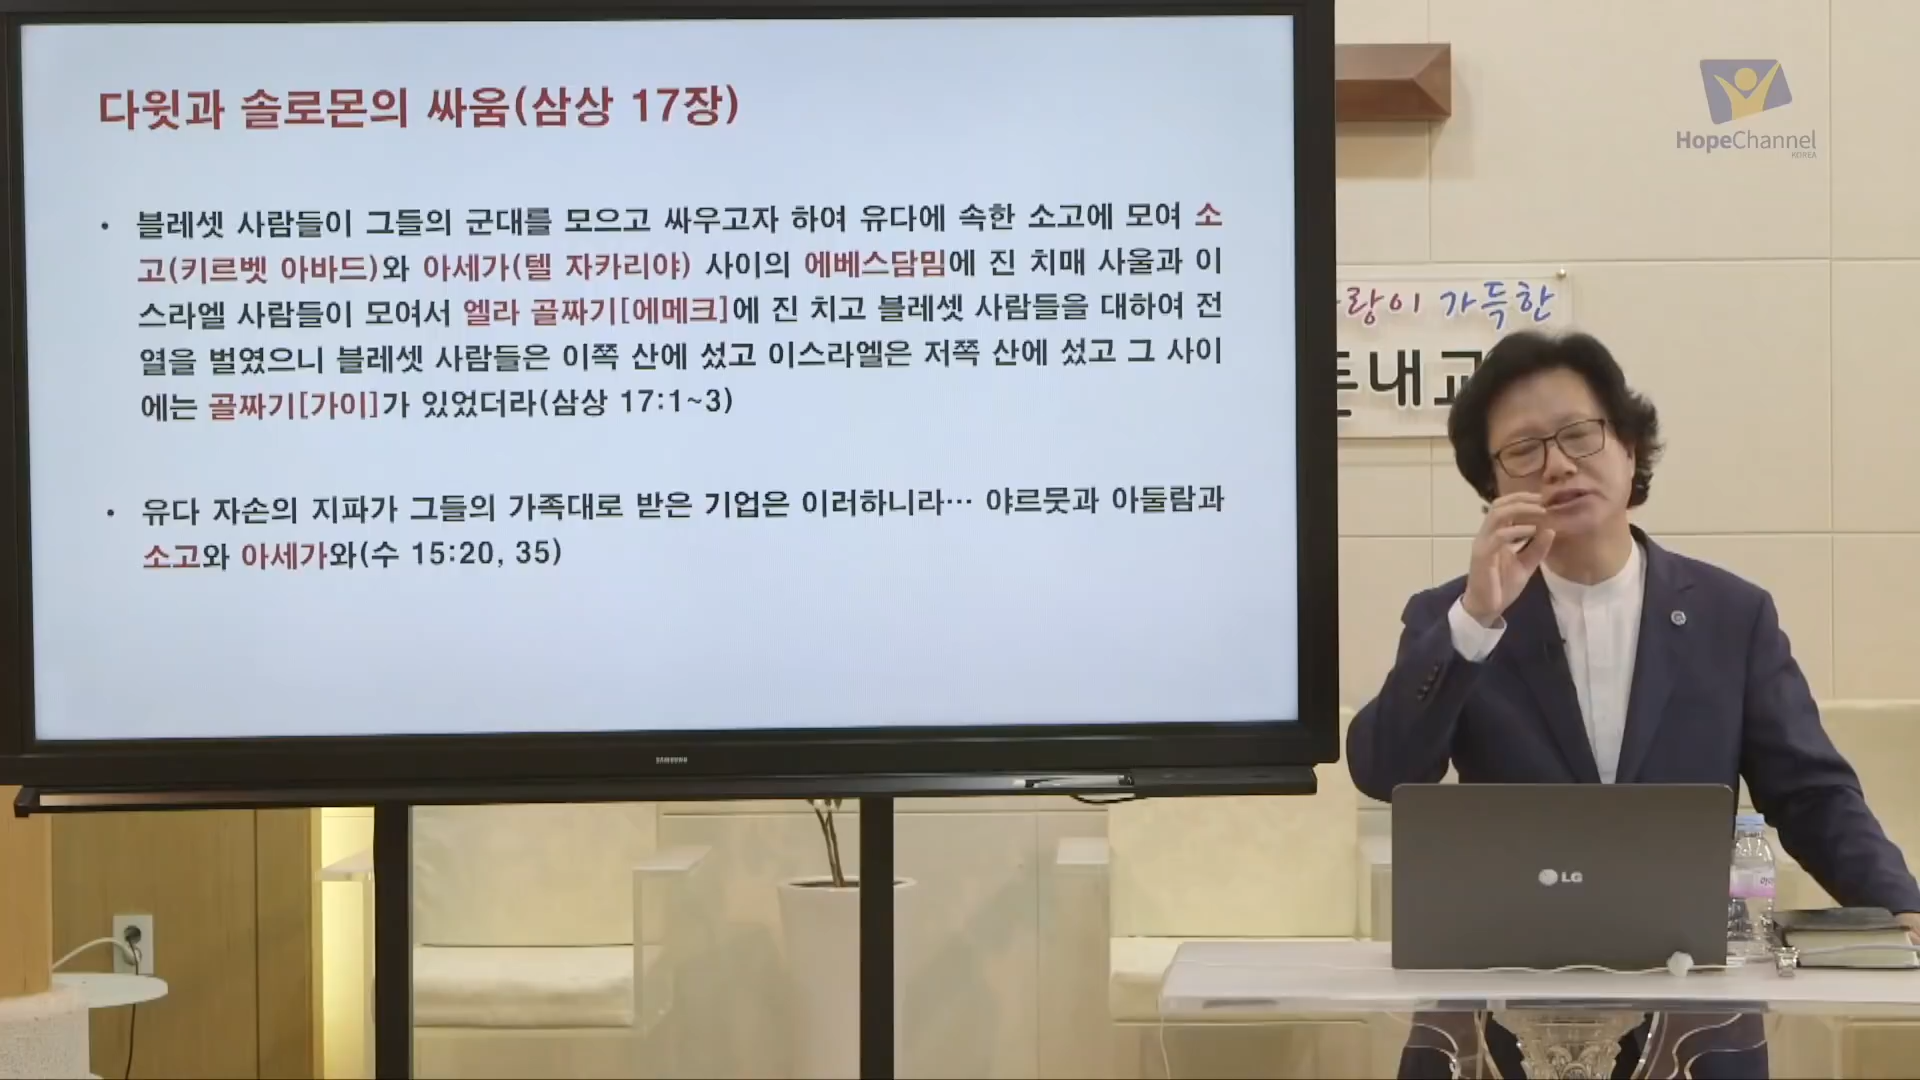 다윗과 솔로몬의 싸움(삼상 17장)
• 블레셋 사람들이 그들의 군대를 모으고 싸우고자 하여 유다에 속한 소고에 모여 소
고(키르벳 아바드)와 아세가(텔 자카리야) 사이의 에베스담밈에 진 치매 사울과 이
스라엘 사람들이 모여서 엘라 골짜기[에메크]에 진 치고 블레셋 사람들을 대하여 전
열을 벌였으니 블레셋 사람들은 이쪽 산에 섰고 이스라엘은 저쪽 산에 섰고 그 사이
에는 골짜기[가이]가 있었더라(삼상 17:1~3)
• 유다 자손의 지파가 그들의 가족대로 받은 기업은 이러하니라… 야르뭇과 아둘람과
소고와 아세가와(수 15:20, 35)
SAMSUNG
HopeChannel
KOREA
가득한
LG